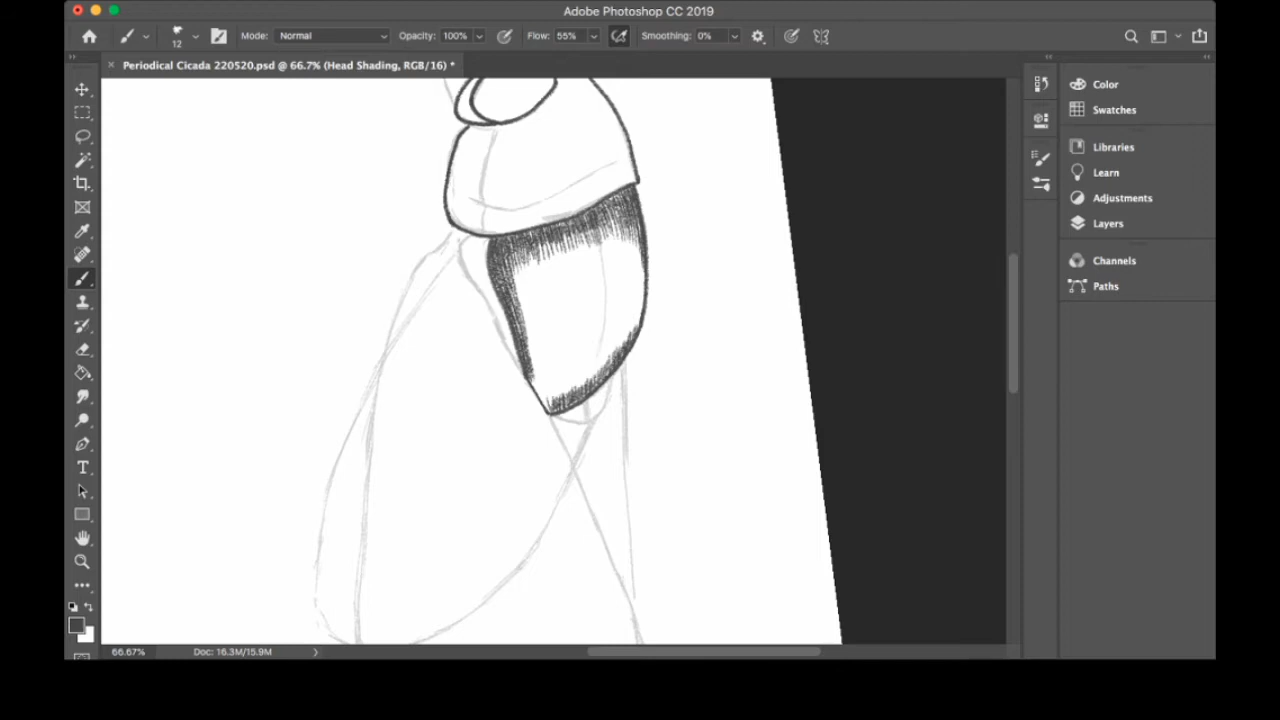 Adobe Photoshop CC 2019
12
Mode: Normal Opacity: 100% Flow: 55% Smoothing: 0%
× Periodical Cicada 220520.psd @ 66.7% (Head Shading, RGB/16) *
Color
Swatches
Libraries
Learn
Adjustments
Layers
Channels
Paths
66.67% Doc: 16.3M/15.9M